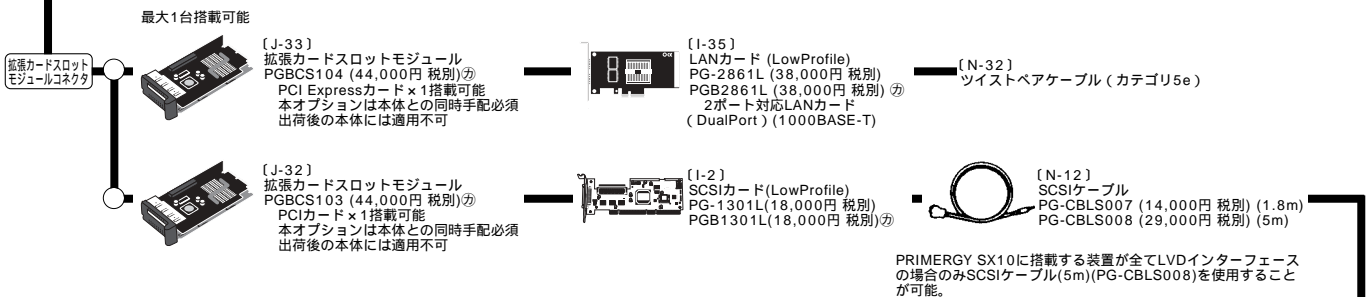 最大1台搭載可能
拡張カードスロット
モジュールコネクタ
〔J-33〕
拡張カードスロットモジュール
PGBCS104 (44,000円 税別)㋕
PCI Expressカード×1搭載可能
本オプションは本体との同時手配必須
出荷後の本体には適用不可
〔I-35〕
LANカード (LowProfile)
PG-2861L (38,000円 税別)
PGB2861L (38,000円 税別) ㋕
2ポート対応LANカード
(DualPort) (1000BASE-T)
〔N-32〕
ツイストペアケーブル(カテゴリ5e)
〔J-32〕
拡張カードスロットモジュール
PGBCS103 (44,000円 税別)㋕
PCIカード×1搭載可能
本オプションは本体との同時手配必須
出荷後の本体には適用不可
〔I-2〕
SCSIカード(LowProfile)
PG-1301L(18,000円 税別)
PGB1301L(18,000円 税別)㋕
〔N-12〕
SCSIケーブル
PG-CBLS007 (14,000円 税別) (1.8m)
PG-CBLS008 (29,000円 税別) (5m)
PRIMERGY SX10に搭載する装置が全てLVDインターフェース
の場合のみSCSIケーブル(5m)(PG-CBLS008)を使用すること
が可能。